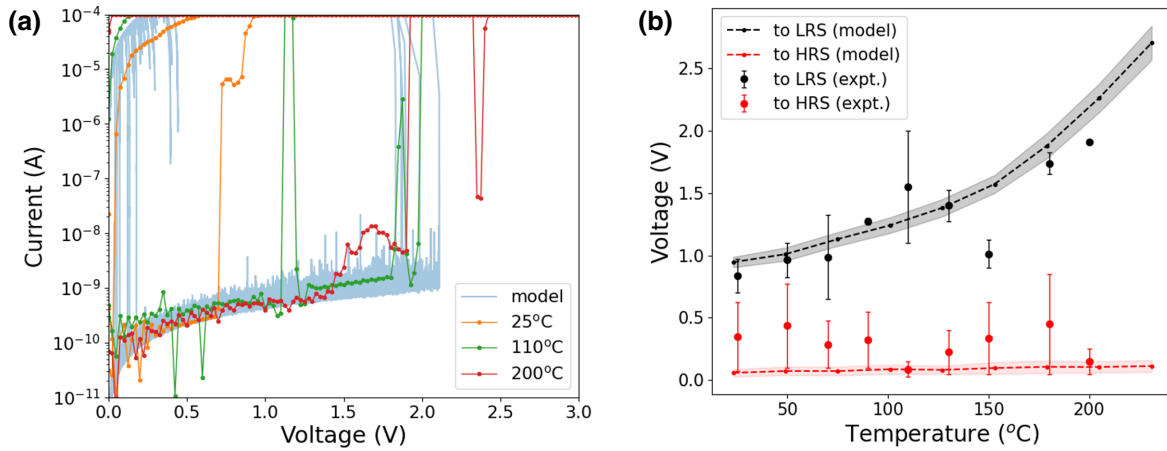 (a)
10⁻⁴
10⁻⁵
10⁻⁶
10⁻⁷
10⁻⁸
10⁻⁹
10⁻¹⁰
10⁻¹¹
Current (A)
model
25°C
110°C
200°C
0.0 0.5 1.0 1.5 2.0 2.5 3.0
Voltage (V)
(b)
to LRS (model)
to HRS (model)
to LRS (expt.)
to HRS (expt.)
2.5
2.0
1.5
1.0
0.5
0.0
Voltage (V)
50 100 150 200
Temperature (°C)